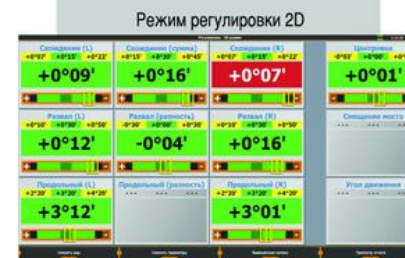 Режим регулировки 2D
Схождение (L) Схождение (сумма) Схождение (R) Центровка
+0°07' +0°15' +0°22' +0°15' +0°30' +0°45' +0°07' +0°15' +0°22' -0°03' +0°00'
+0°09' +0°16' +0°07' +0°01'
Развал (L) Развал (разность) Развал (R) Смещение моста
+0°10' +0°30' +0°50' -0°30' +0°00' +0°30' +0°10' +0°30' +0°50'
+0°12' -0°04' +0°16'
Продольный (L) Продольный (разность) Продольный (R) Угол движения
+2°20' +3°20' +4°20' +2°20' +3°20' +4°20'
+3°12' +3°01'